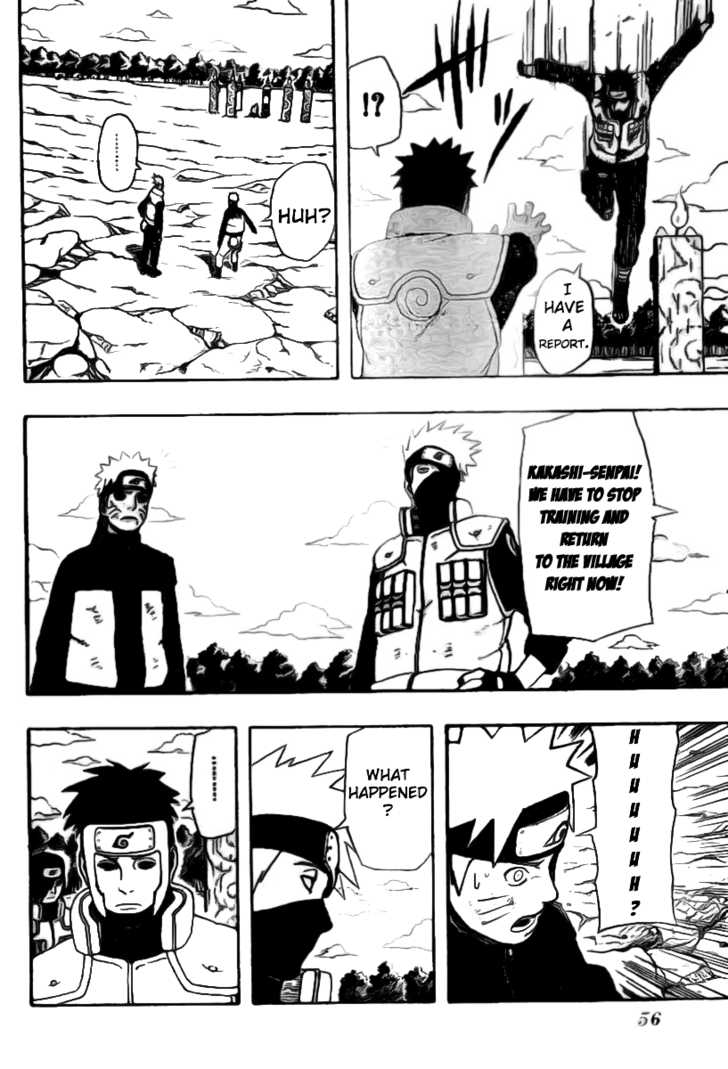 !?
I
HAVE
A
REPORT.
........
HUH?
KAKASHI-SENPAI!
WE HAVE TO STOP
TRAINING AND
RETURN
TO THE VILLAGE
RIGHT NOW!
H
U
U
U
U
U
H
?
WHAT
HAPPENED
?
........
56